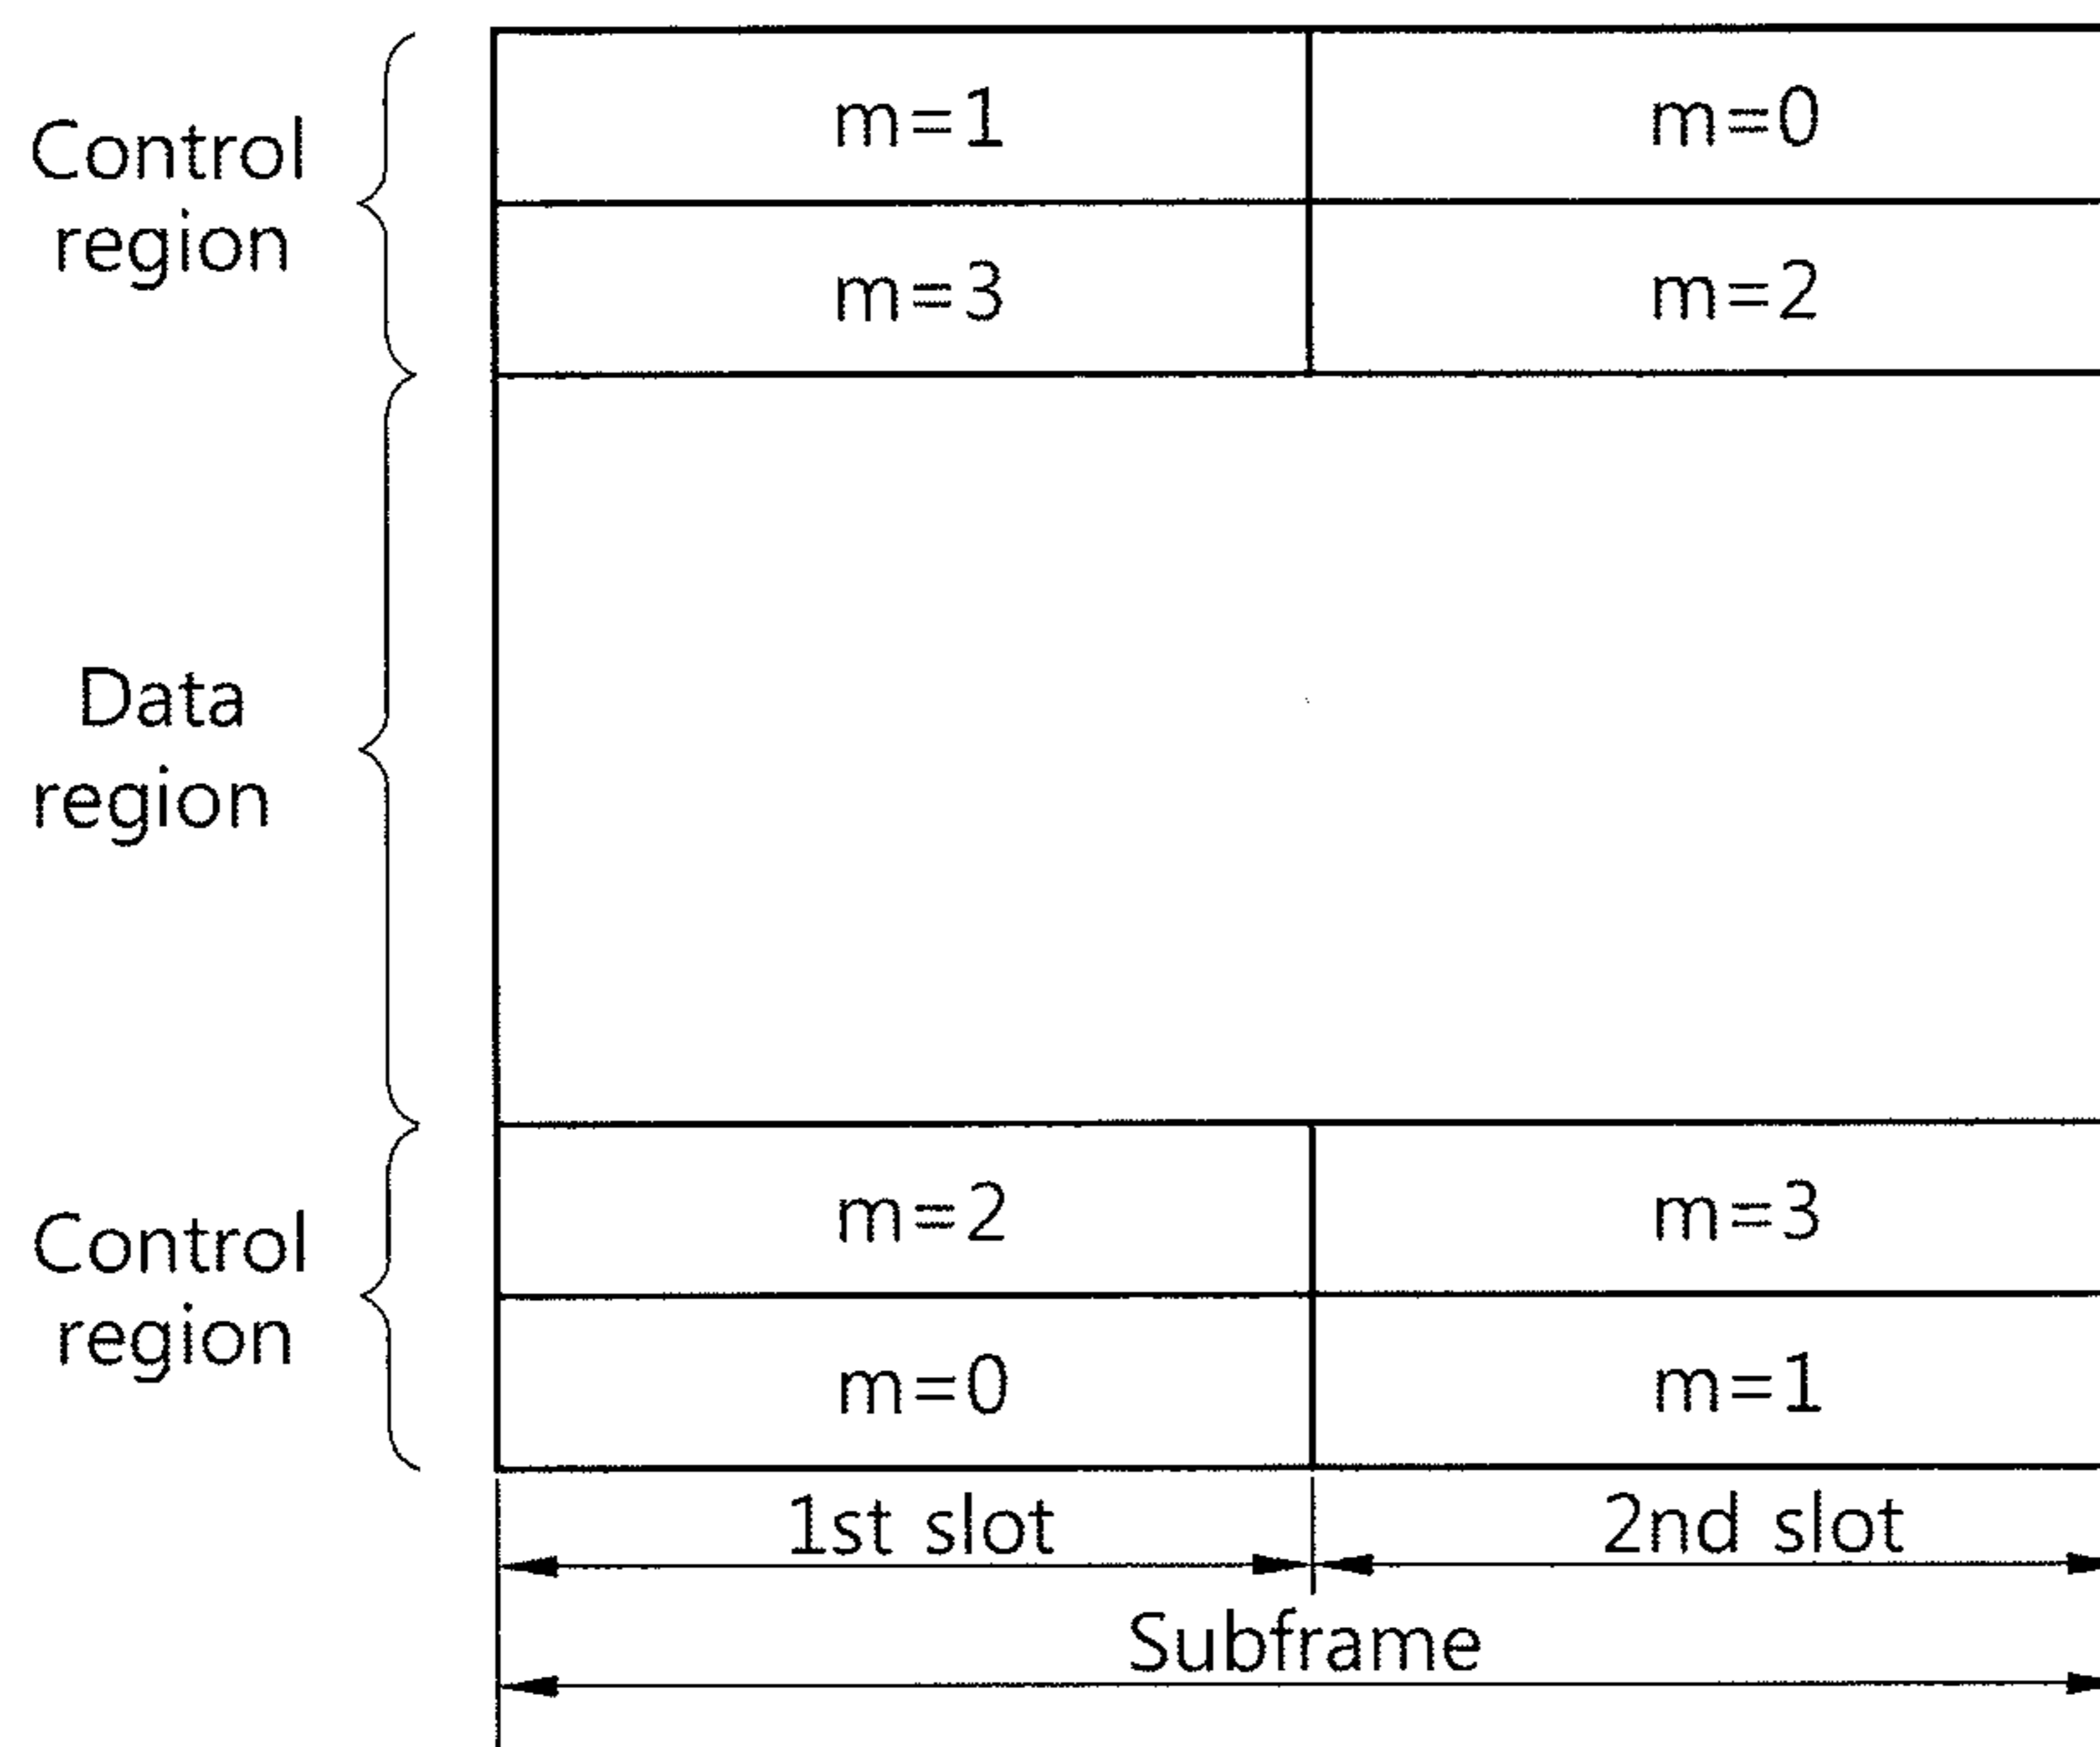 Control
region
m=1
m=0
m=3
m=2
Data
region
Control
region
m=2
m=3
m=0
m=1
1st slot
2nd slot
Subframe